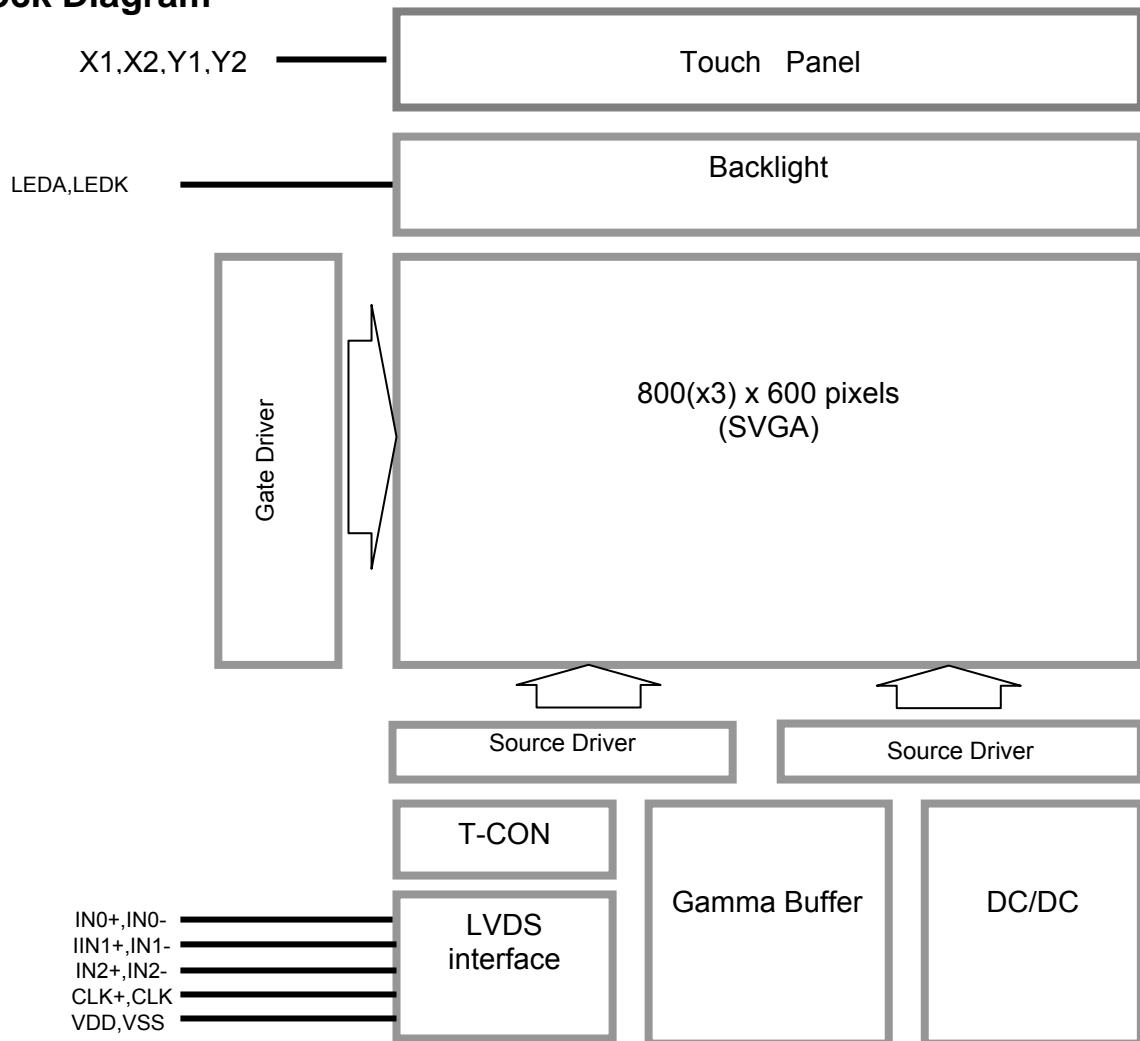 Diagram
X1,X2,Y1,Y2
Touch Panel
Backlight
LEDA,LEDK
Gate Driver
800(x3) x 600 pixels
(SVGA)
Source Driver
Source Driver
T-CON
Gamma Buffer
DC/DC
LVDS
interface
IN0+,IN0-
IIN1+,IN1-
IN2+,IN2-
CLK+,CLK
VDD,VSS